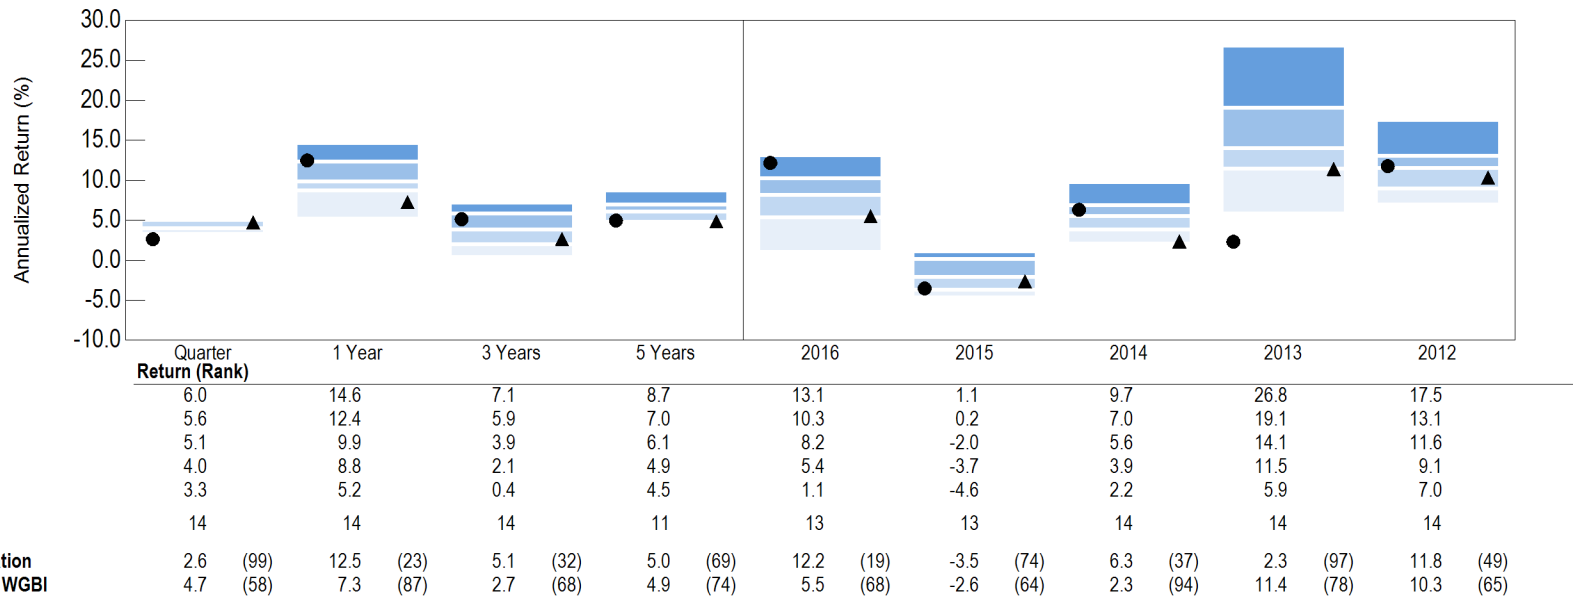 30.0
25.0
20.0
15.0
10.0
5.0
0.0
-5.0
-10.0
Annualized Return (%)
Quarter 1 Year 3 Years 5 Years 2016 2015 2014 2013 2012
Return (Rank)
6.0 14.6 7.1 8.7 13.1 1.1 9.7 26.8 17.5
5.6 12.4 5.9 7.0 10.3 0.2 7.0 19.1 13.1
5.1 9.9 3.9 6.1 8.2 -2.0 5.6 14.1 11.6
4.0 8.8 2.1 4.9 5.4 -3.7 3.9 11.5 9.1
3.3 5.2 0.4 4.5 1.1 -4.6 2.2 5.9 7.0
14 14 14 11 13 13 14 14 14
tion 2.6 (99) 12.5 (23) 5.1 (32) 5.0 (69) 12.2 (19) -3.5 (74) 6.3 (37) 2.3 (97) 11.8 (49)
WGBI 4.7 (58) 7.3 (87) 2.7 (68) 4.9 (74) 5.5 (68) -2.6 (64) 2.3 (94) 11.4 (78) 10.3 (65)